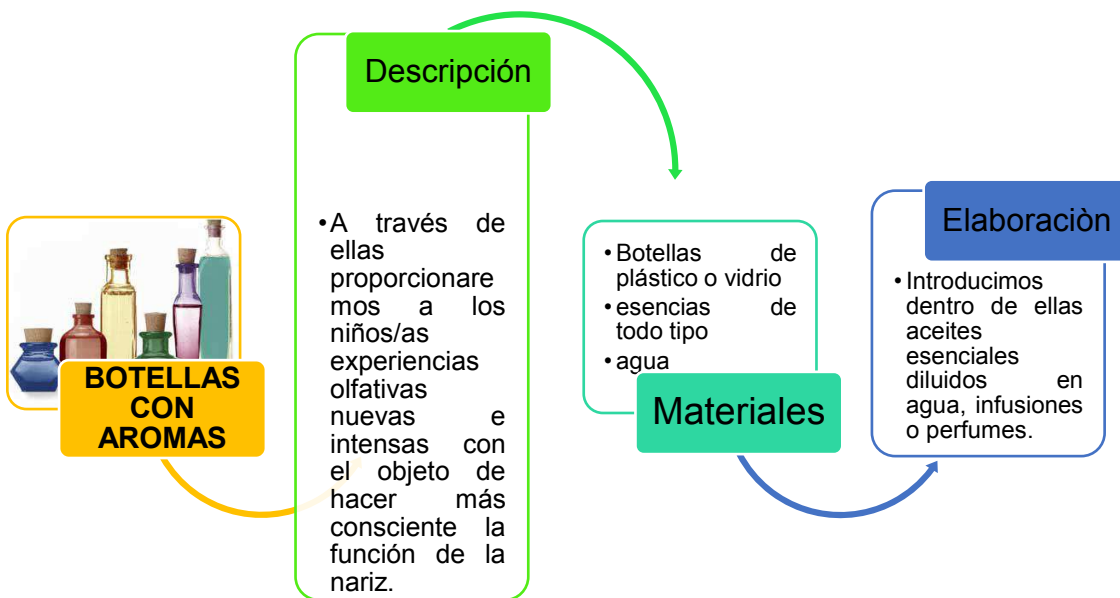 BOTELLAS
CON
AROMAS
Descripción
•A través de
ellas
proporcionare
mos a los
niños/as
experiencias
olfativas
nuevas e
intensas con
el objeto de
hacer más
consciente la
función de la
nariz.
•Botellas de
plástico o vidrio
•esencias de
todo tipo
•agua
Materiales
Elaboraciòn
•Introducimos
dentro de ellas
aceites
esenciales
diluidos en
agua, infusiones
o perfumes.